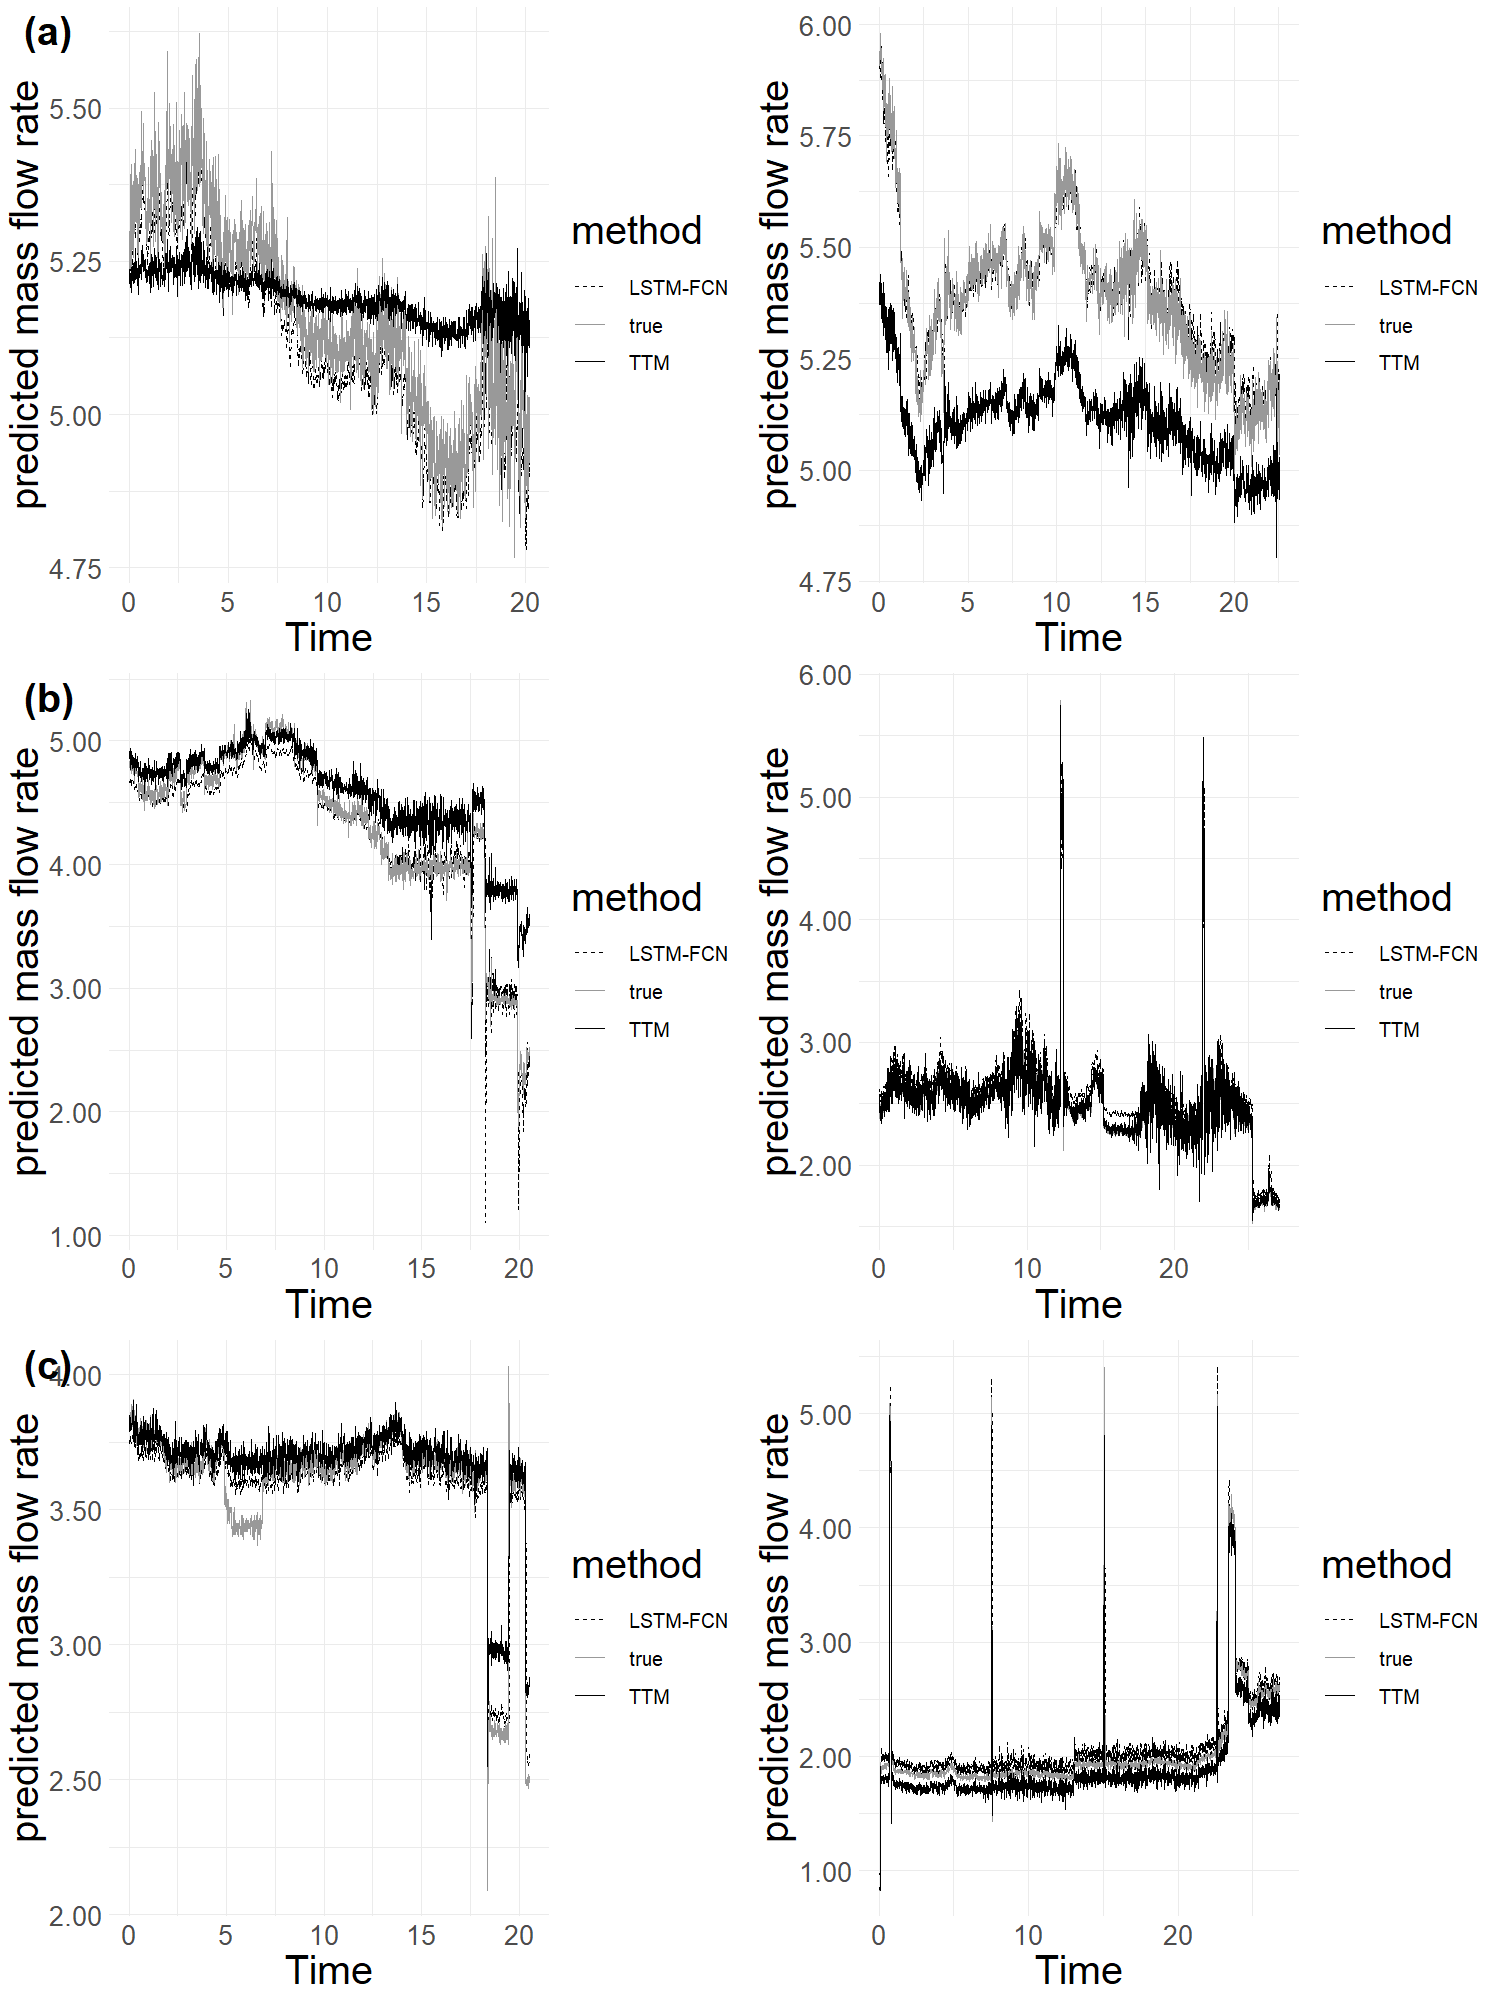 (a)
predicted mass flow rate
5.50
5.25
5.00
4.75
0 5 10 15 20
Time
method
LSTM-FCN
true
TTM
predicted mass flow rate
6.00
5.75
5.50
5.25
5.00
4.75
0 5 10 15 20
Time
method
LSTM-FCN
true
TTM
(b)
predicted mass flow rate
5.00
4.00
3.00
2.00
1.00
0 5 10 15 20
Time
method
LSTM-FCN
true
TTM
predicted mass flow rate
6.00
5.00
4.00
3.00
2.00
0 10 20
Time
method
LSTM-FCN
true
TTM
(c)
predicted mass flow rate
4.00
3.50
3.00
2.50
2.00
0 5 10 15 20
Time
method
LSTM-FCN
true
TTM
predicted mass flow rate
5.00
4.00
3.00
2.00
1.00
0 10 20
Time
method
LSTM-FCN
true
TTM